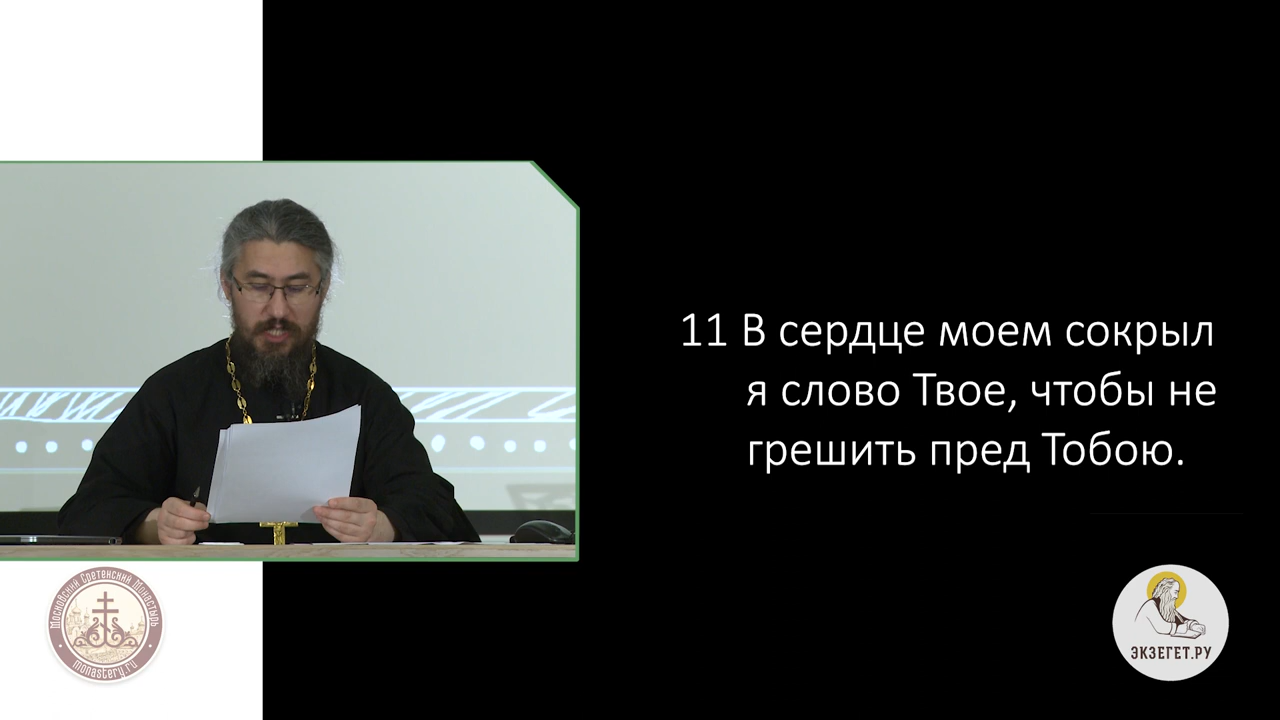 11 В сердце моем сокрыл
я слово Твое, чтобы не
грешить пред Тобою.
Московский Сретенский Монастырь
monastery.ru
ЭКЗЕГЕТ.РУ